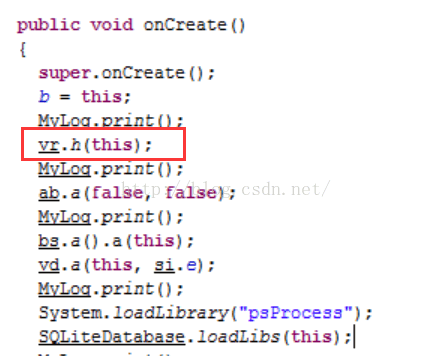 public void onCreate()
{
super.onCreate();
b = this;
MyLog.print();
vr.h(this);
MyLog.print();
ab.a(false, false);
http://blog.csdn.net/
MyLog.print();
bs.a().a(this);
vd.a(this, si.e);
MyLog.print();
System.loadLibrary("psProcess");
SQLiteDatabase.loadLibs(this);